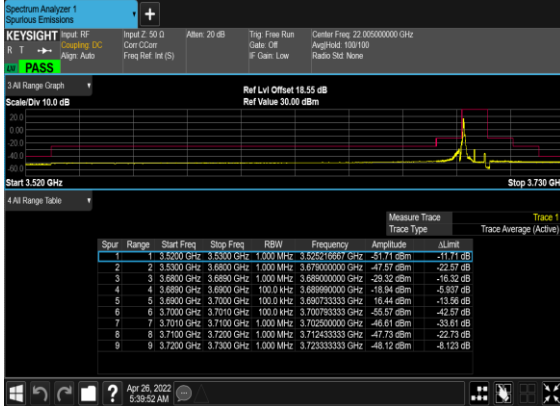 Spectrum Analyzer 1
Spurious Emissions
KEYSIGHT Input: RF Input Z: 50 Ω Atten: 20 dB Trig: Free Run Center Freq: 22.005000000 GHz
R T Coupling: DC Corr CCorr Gate: Off Avg|Hold: 100/100
Align: Auto Freq Ref: Int (S) IF Gain: Low Radio Std: None
LXI PASS
3 All Range Graph
Ref Lvl Offset 18.55 dB
Scale/Div 10.0 dB Ref Value 30.00 dBm
20.0
0.00
-20.0
-40.0
-60.0
Start 3.520 GHz Stop 3.730 GH
4 All Range Table
Measure Trace Trace 1
Trace Type Trace Average (Active)
Spur Range Start Freq Stop Freq RBW Frequency Amplitude ΔLimit
1 1 3.5200 GHz 3.5300 GHz 1.000 MHz 3.525216667 GHz -51.71 dBm -11.71 dB
2 2 3.5300 GHz 3.6800 GHz 1.000 MHz 3.679000000 GHz -47.57 dBm -22.57 dB
3 3 3.6800 GHz 3.6890 GHz 1.000 MHz 3.689000000 GHz -29.32 dBm -16.32 dB
4 4 3.6890 GHz 3.6900 GHz 100.0 kHz 3.689990000 GHz -18.94 dBm -5.937 dB
5 5 3.6900 GHz 3.7000 GHz 100.0 kHz 3.690733333 GHz 16.44 dBm -13.56 dB
6 6 3.7000 GHz 3.7010 GHz 100.0 kHz 3.700793333 GHz -55.57 dBm -42.57 dB
7 7 3.7010 GHz 3.7100 GHz 1.000 MHz 3.702500000 GHz -46.61 dBm -33.61 dB
8 8 3.7100 GHz 3.7200 GHz 1.000 MHz 3.712433333 GHz -47.73 dBm -22.73 dB
9 9 3.7200 GHz 3.7300 GHz 1.000 MHz 3.723333333 GHz -48.12 dBm -8.123 dB
? Apr 26, 2022
5:39:52 AM